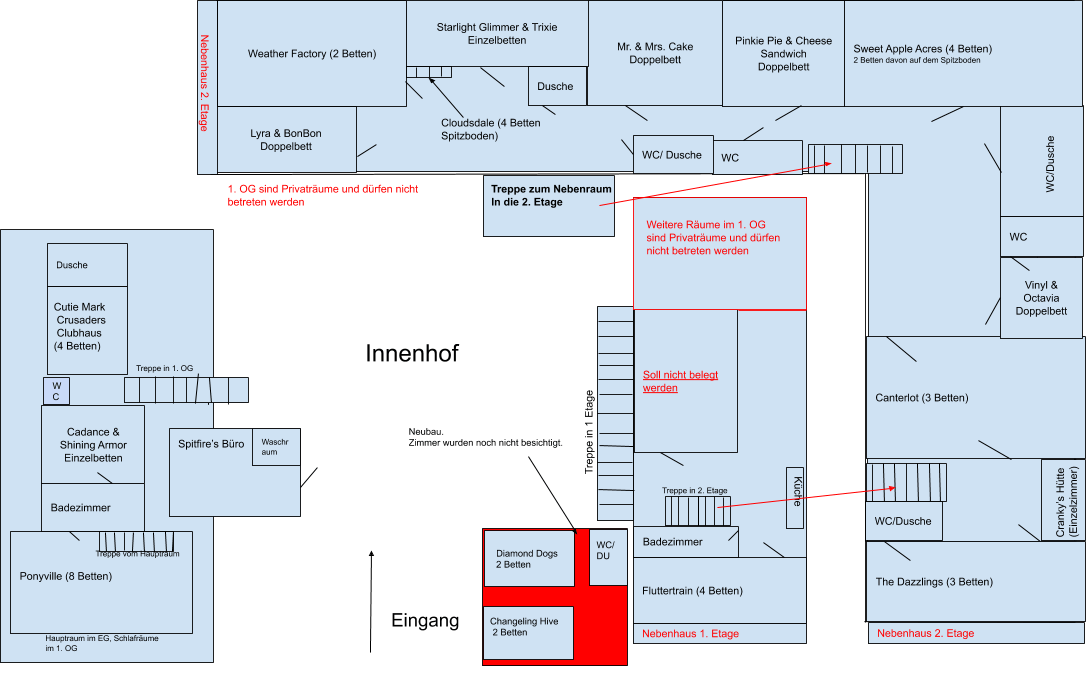 Nebenhaus 2. Etage
Weather Factory (2 Betten)
Starlight Glimmer & Trixie
Einzelbetten
Mr. & Mrs. Cake
Doppelbett
Pinkie Pie & Cheese
Sandwich
Doppelbett
Sweet Apple Acres (4 Betten)
2 Betten davon auf dem Spitzboden
Dusche
Cloudsdale (4 Betten
Spitzboden)
Lyra & BonBon
Doppelbett
WC/ Dusche
WC
WC/Dusche
WC
Vinyl &
Octavia
Doppelbett
1. OG sind Privaträume und dürfen nicht
betreten werden
Treppe zum Nebenraum
In die 2. Etage
Weitere Räume im 1. OG
sind Privaträume und dürfen
nicht betreten werden
Dusche
Cutie Mark
Crusaders
Clubhaus
(4 Betten)
Treppe in 1. OG
W
C
Cadance &
Shining Armor
Einzelbetten
Spitfire's Büro
Waschr
aum
Badezimmer
Treppe vom Hauptraum
Ponyville (8 Betten)
Hauptraum im EG, Schlafräume
im 1. OG
Innenhof
Neubau.
Zimmer wurden noch nicht besichtigt.
Eingang
Diamond Dogs
2 Betten
WC/
DU
Changeling Hive
2 Betten
Treppe in 1 Etage
Soll nicht belegt
werden
Küche
Treppe in 2. Etage
Badezimmer
Fluttertrain (4 Betten)
Nebenhaus 1. Etage
Canterlot (3 Betten)
WC/Dusche
Cranky's Hütte
(Einzelzimmer)
The Dazzlings (3 Betten)
Nebenhaus 2. Etage